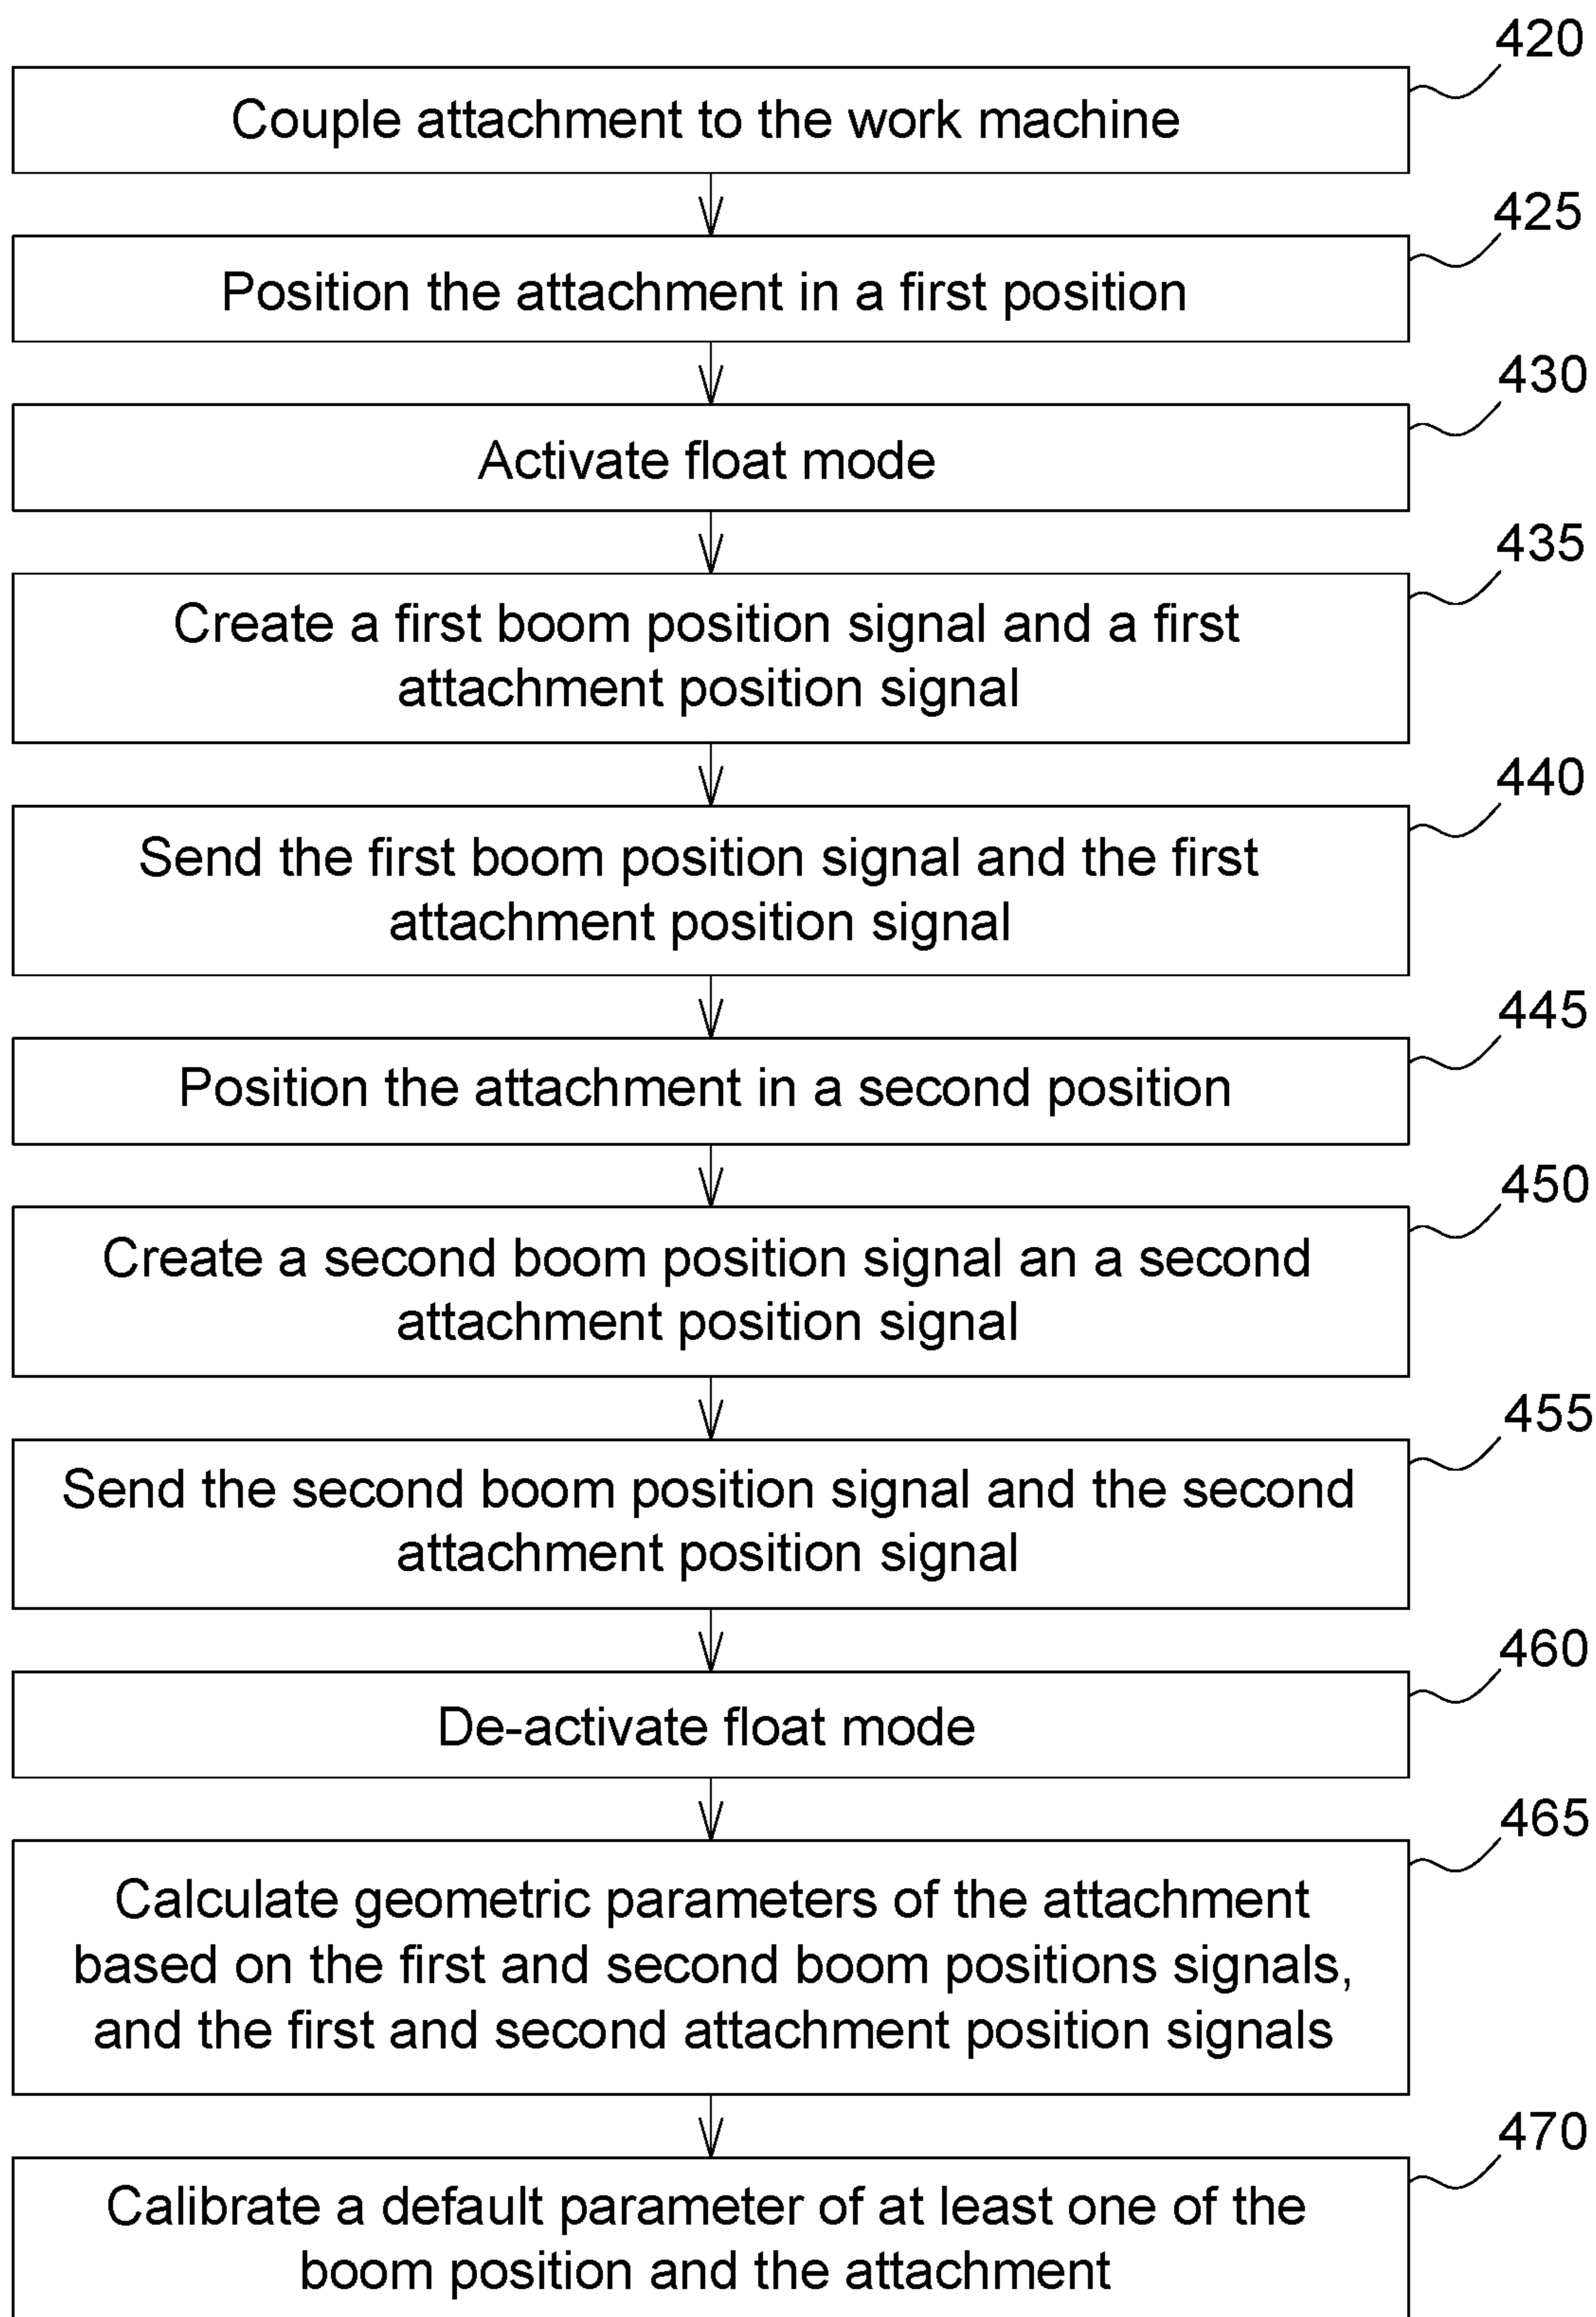 420
Couple attachment to the work machine
425
Position the attachment in a first position
430
Activate float mode
435
Create a first boom position signal and a first
attachment position signal
440
Send the first boom position signal and the first
attachment position signal
445
Position the attachment in a second position
450
Create a second boom position signal an a second
attachment position signal
455
Send the second boom position signal and the second
attachment position signal
460
De-activate float mode
465
Calculate geometric parameters of the attachment
based on the first and second boom positions signals,
and the first and second attachment position signals
470
Calibrate a default parameter of at least one of the
boom position and the attachment